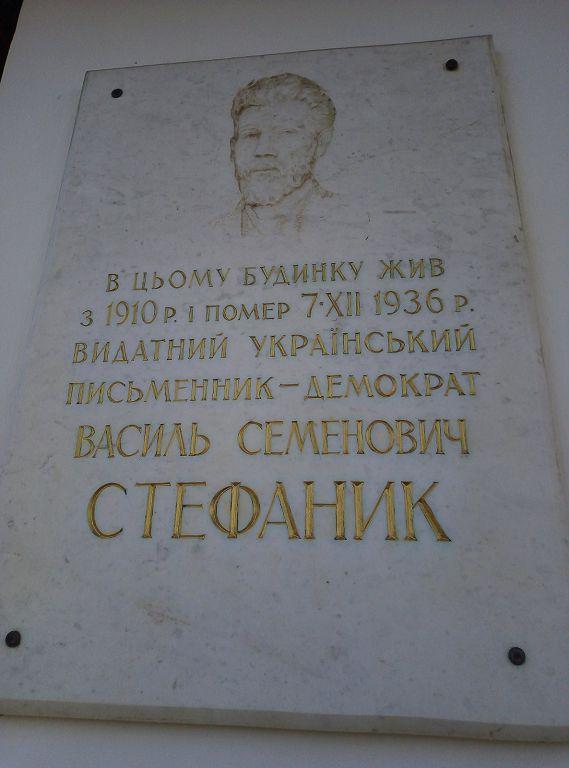 В ЦЬОМУ БУДИНКУ ЖИВ
З 1910 Р. І ПОМЕР 7·XII 1936 Р.
ВИДАТНИЙ УКРАЇНСЬКИЙ
ПИСЬМЕННИК–ДЕМОКРАТ
ВАСИЛЬ СЕМЕНОВИЧ
СТЕФАНИК